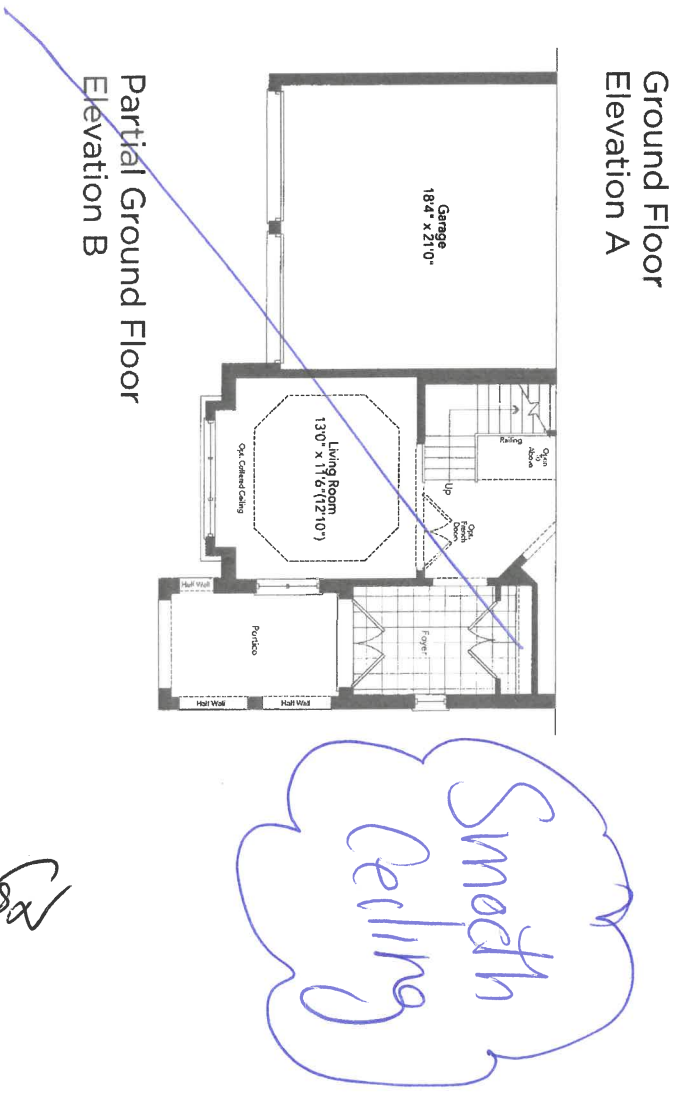 Ground Floor
Elevation A
Garage
18'4" x 21'0"
Open
To
Above
Railing
Up
Opt.
French
Doors
Living Room
13'0" x 11'6"(12'10")
Opt. Coffered Ceiling
Foyer
Portico
Half Wall
Half Wall
Half Wall
Partial Ground Floor
Elevation B
Smooth
Ceiling